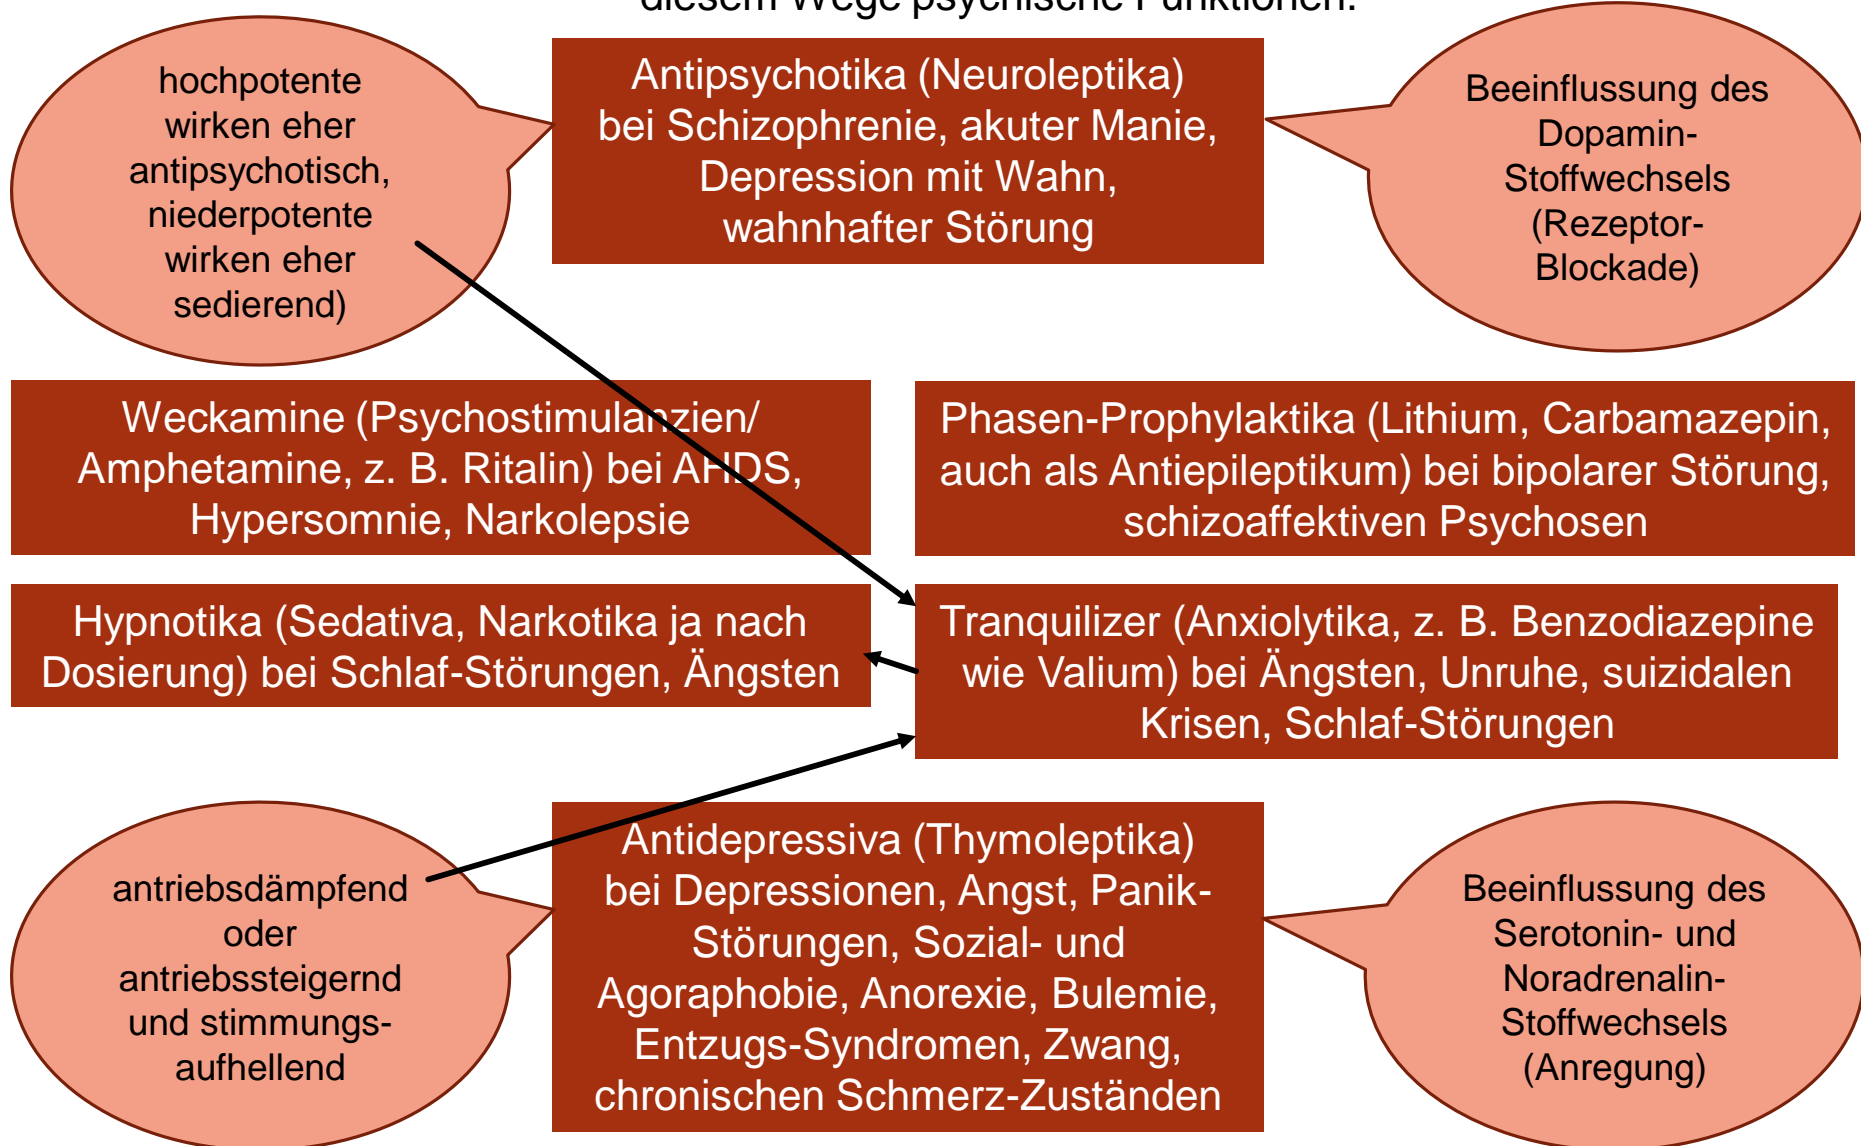 diesem Wege psychische Funktionen.
hochpotente
wirken eher
antipsychotisch,
niederpotente
wirken eher
sedierend)
Antipsychotika (Neuroleptika)
bei Schizophrenie, akuter Manie,
Depression mit Wahn,
wahnhafter Störung
Beeinflussung des
Dopamin-
Stoffwechsels
(Rezeptor-
Blockade)
Weckamine (Psychostimulanzien/
Amphetamine, z. B. Ritalin) bei AHDS,
Hypersomnie, Narkolepsie
Phasen-Prophylaktika (Lithium, Carbamazepin,
auch als Antiepileptikum) bei bipolarer Störung,
schizoaffektiven Psychosen
Hypnotika (Sedativa, Narkotika ja nach
Dosierung) bei Schlaf-Störungen, Ängsten
Tranquilizer (Anxiolytika, z. B. Benzodiazepine
wie Valium) bei Ängsten, Unruhe, suizidalen
Krisen, Schlaf-Störungen
antriebsdämpfend
oder
antriebssteigernd
und stimmungs-
aufhellend
Antidepressiva (Thymoleptika)
bei Depressionen, Angst, Panik-
Störungen, Sozial- und
Agoraphobie, Anorexie, Bulemie,
Entzugs-Syndromen, Zwang,
chronischen Schmerz-Zuständen
Beeinflussung des
Serotonin- und
Noradrenalin-
Stoffwechsels
(Anregung)